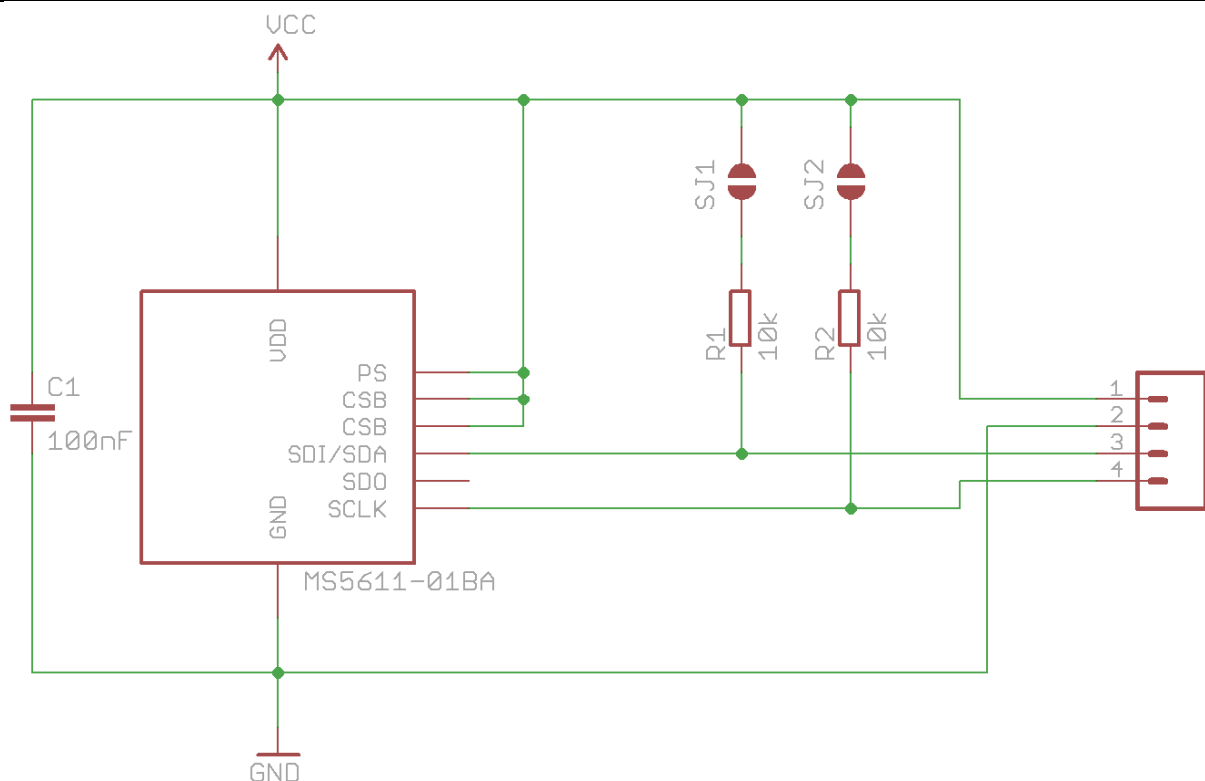 VCC
SJ1
SJ2
VDD
R1
10k
R2
10k
PS
CSB
CSB
SDI/SDA
SDO
SCLK
GND
C1
100nF
1
2
3
4
MS5611-01BA
GND